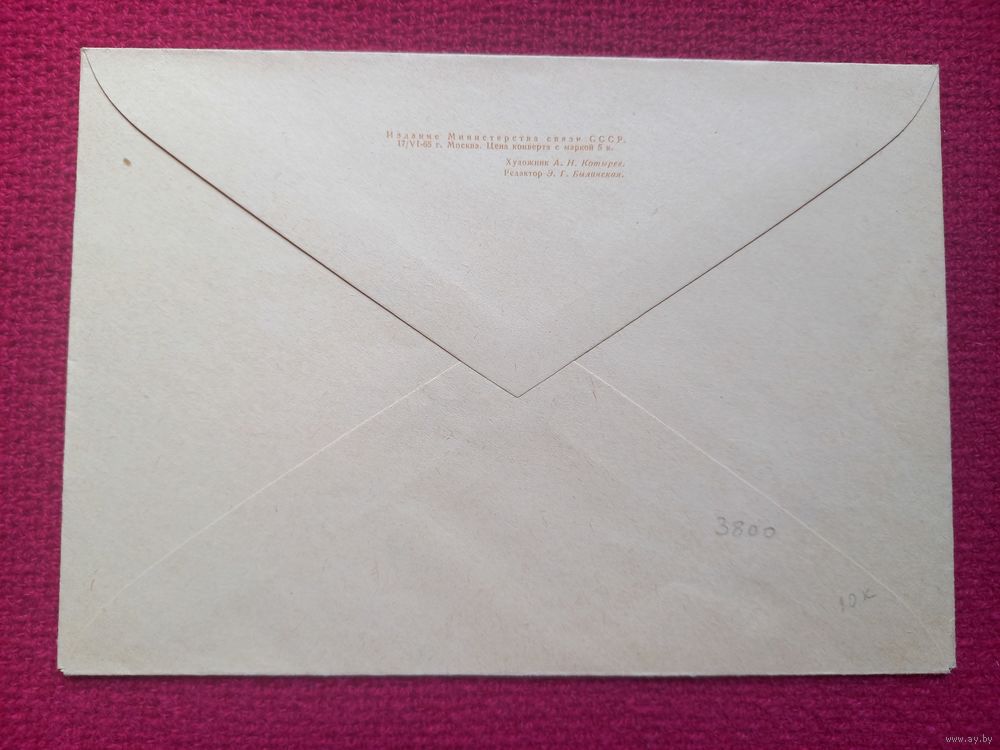 Издание Министерства связи СССР.
17/VI-65 г. Москва. Цена конверта с маркой 5 к.
Художник А. Н. Котырев.
Редактор Э. Г. Былинская.
3800
10к
www.ay.by